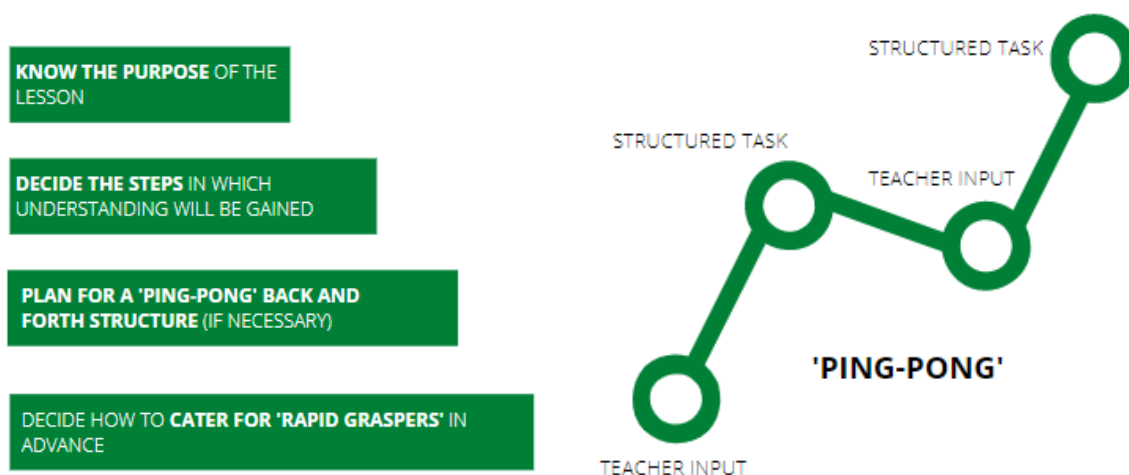 KNOW THE PURPOSE OF THE
LESSON
DECIDE THE STEPS IN WHICH
UNDERSTANDING WILL BE GAINED
PLAN FOR A 'PING-PONG' BACK AND
FORTH STRUCTURE (IF NECESSARY)
DECIDE HOW TO CATER FOR 'RAPID GRASPERS' IN
ADVANCE
STRUCTURED TASK
STRUCTURED TASK
TEACHER INPUT
'PING-PONG'
TEACHER INPUT